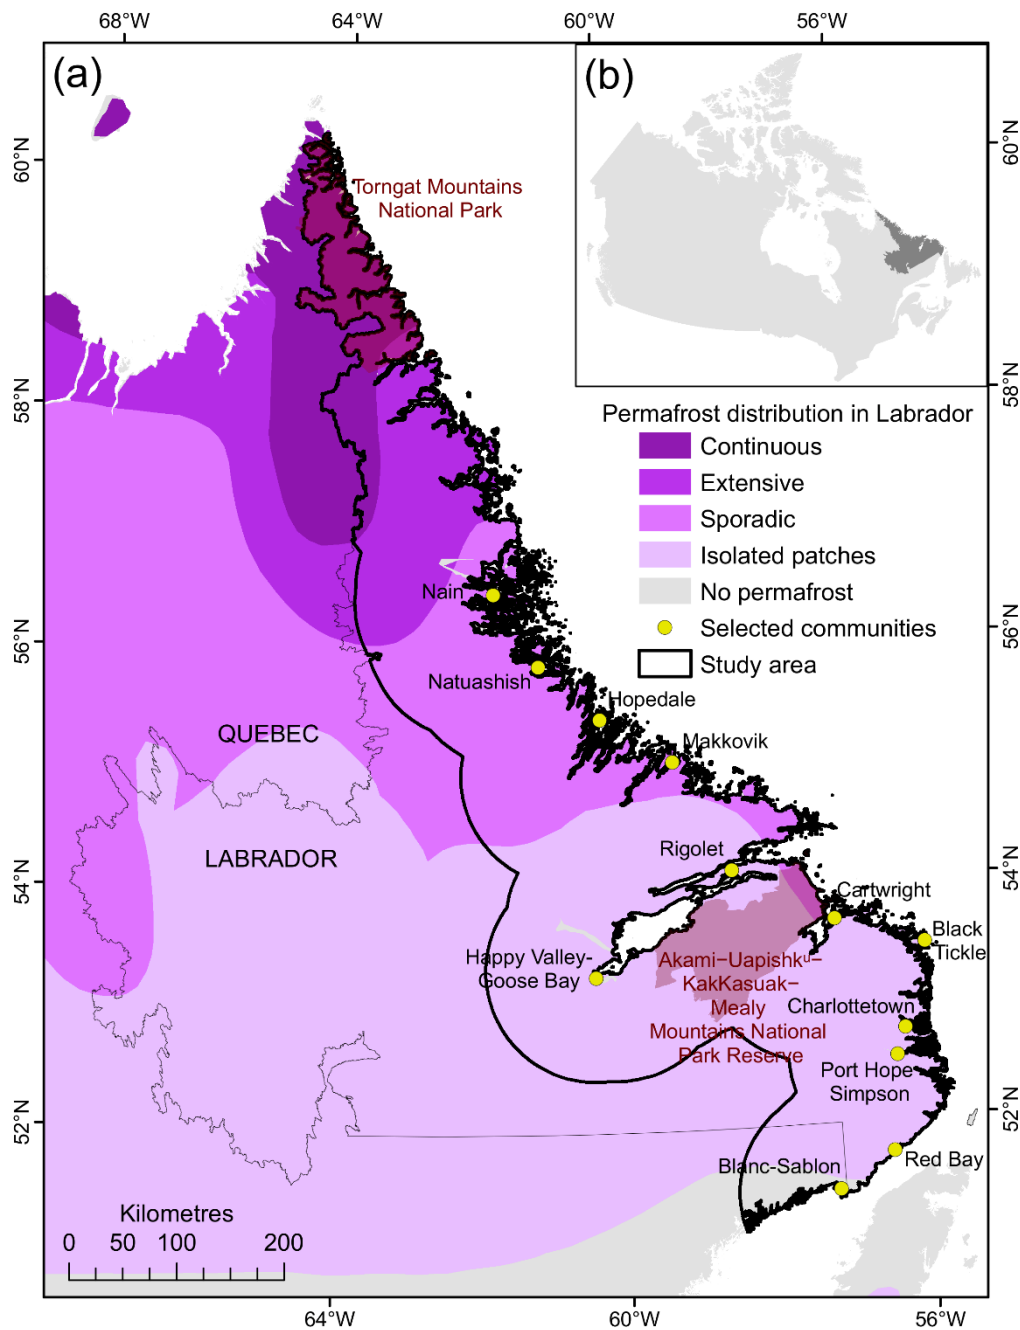 68°W
64°W
60°W
56°W
(a)
(b)
60°N
60°N
Torngat Mountains
National Park
58°N
58°N
Permafrost distribution in Labrador
Continuous
Extensive
Sporadic
Isolated patches
No permafrost
Selected communities
Study area
Nain
56°N
56°N
Natuashish
Hopedale
QUEBEC
Makkovik
LABRADOR
Rigolet
54°N
54°N
Cartwright
Black
Tickle
Happy Valley-
Goose Bay
Akami−Uapishkᵘ−
KakKasuak−
Mealy
Mountains National
Park Reserve
Charlottetown
Port Hope
Simpson
52°N
52°N
Red Bay
Blanc-Sablon
Kilometres
0 50 100 200
64°W
60°W
56°W